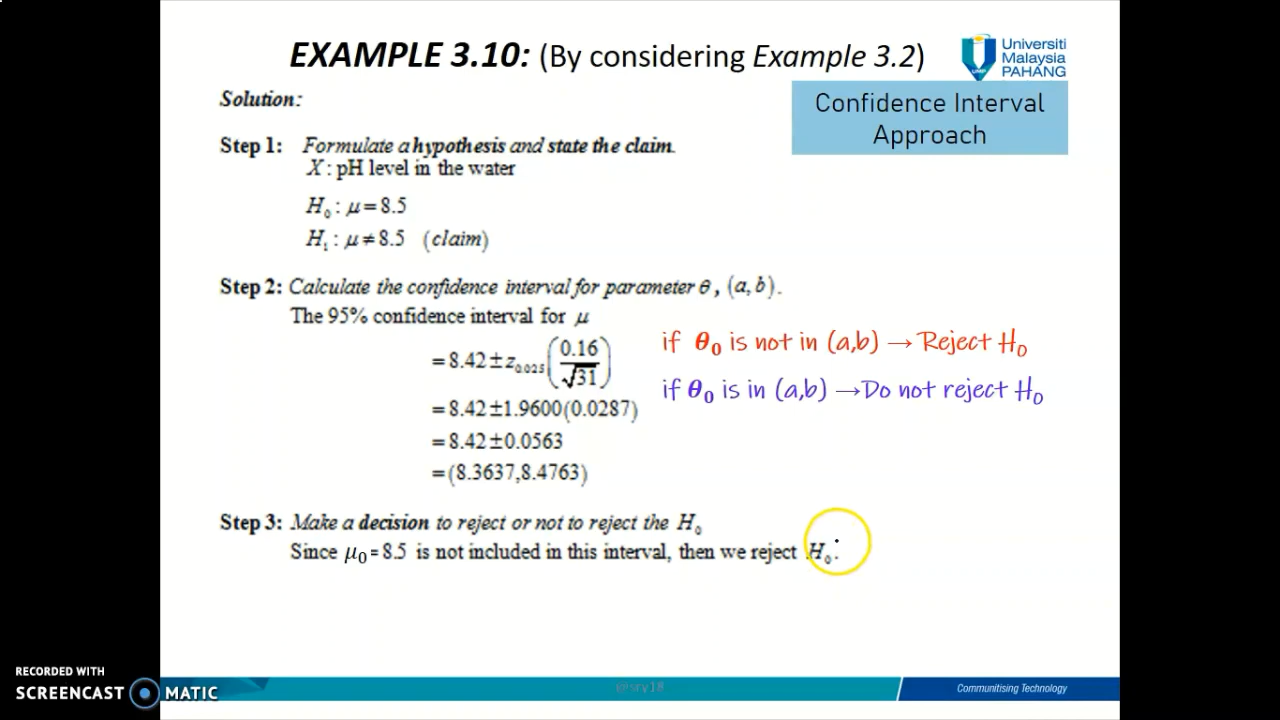 EXAMPLE 3.10: (By considering Example 3.2)
Universiti
Malaysia
PAHANG
UMP
Confidence Interval
Approach
Solution:
Step 1: Formulate a hypothesis and state the claim.
X : pH level in the water
H₀ : μ = 8.5
H₁ : μ ≠ 8.5 (claim)
Step 2: Calculate the confidence interval for parameter θ , (a, b).
The 95% confidence interval for μ
= 8.42 ± z₀.₀₂₅ (0.16/√31)
= 8.42 ± 1.9600(0.0287)
= 8.42 ± 0.0563
= (8.3637, 8.4763)
if θ₀ is not in (a,b) → Reject H₀
if θ₀ is in (a,b) → Do not reject H₀
Step 3: Make a decision to reject or not to reject the H₀
Since μ₀ = 8.5 is not included in this interval, then we reject H₀.
RECORDED WITH
SCREENCAST MATIC
@sry18
Communitising Technology